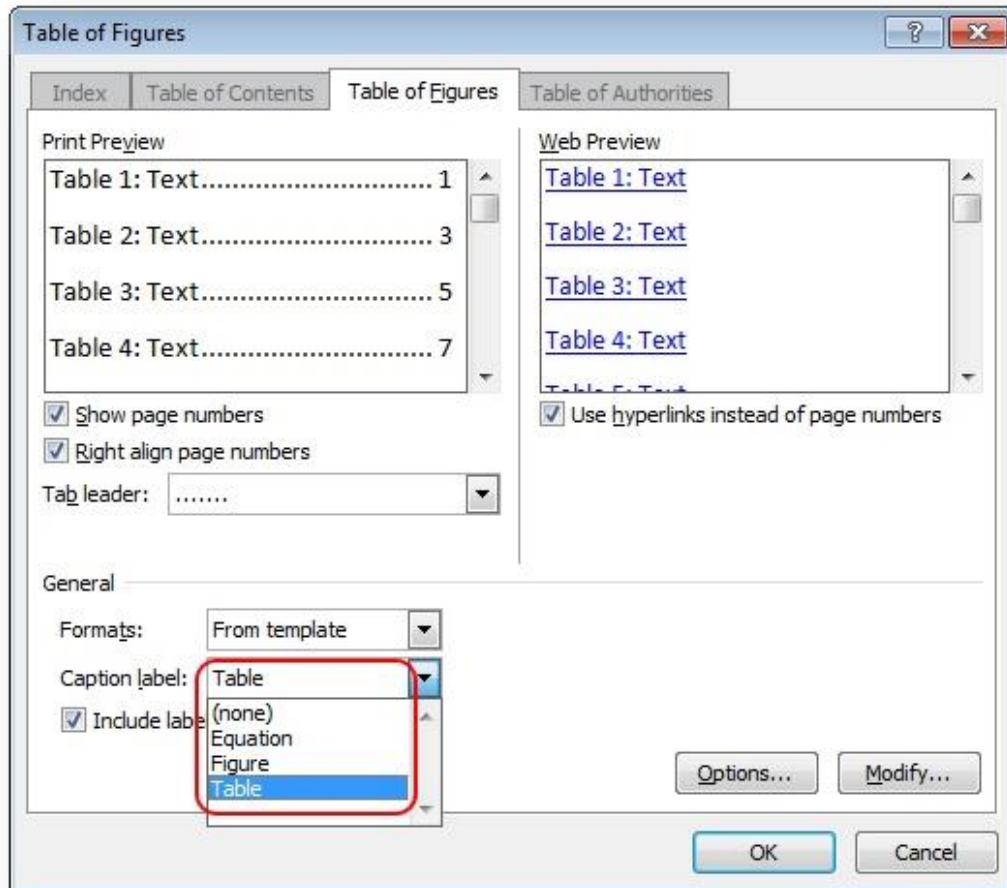 Table of Figures
Index Table of Contents Table of Figures Table of Authorities
Print Preview
Table 1: Text............................. 1
Table 2: Text............................. 3
Table 3: Text............................. 5
Table 4: Text............................. 7
Show page numbers
Right align page numbers
Tab leader: .......
Web Preview
Table 1: Text
Table 2: Text
Table 3: Text
Table 4: Text
Table 5: Text
Use hyperlinks instead of page numbers
General
Formats: From template
Caption label: Table
(none)
Equation
Figure
Table
Include labe
Options... Modify...
OK Cancel